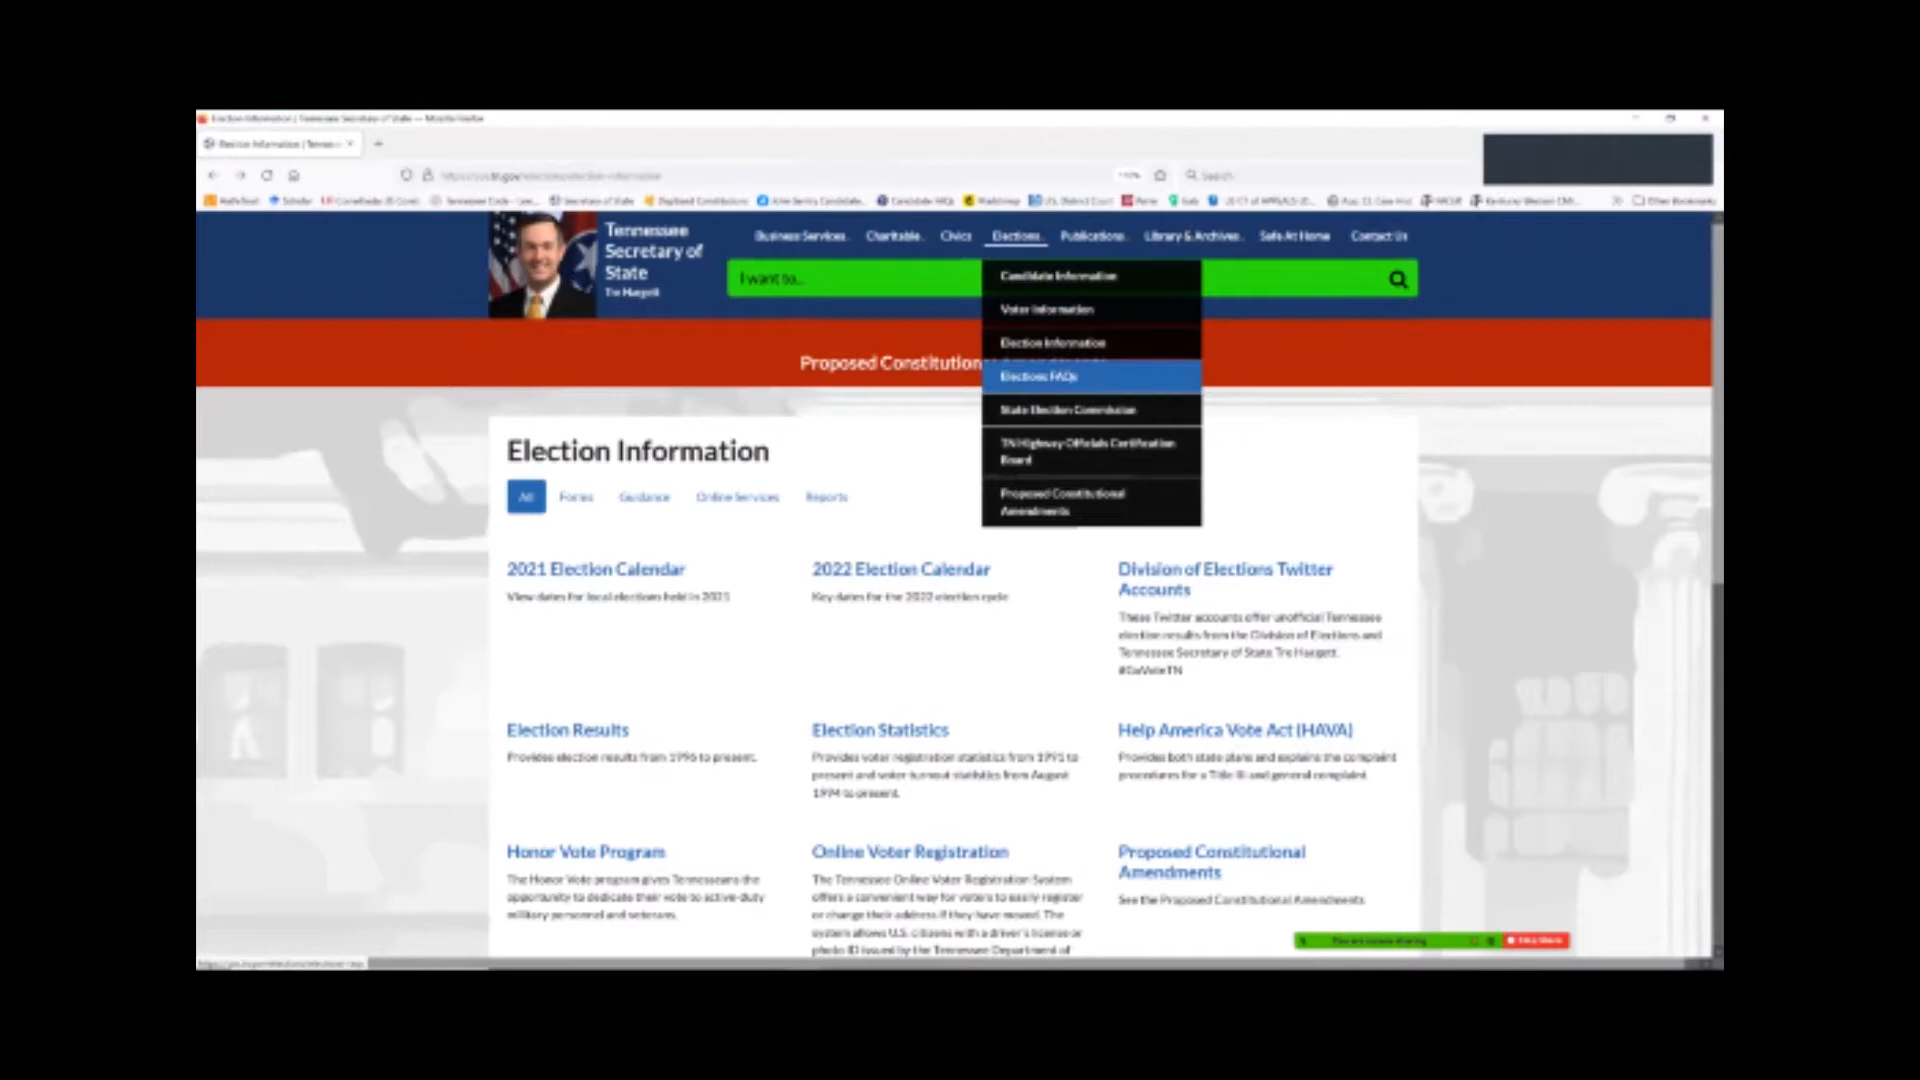 Election Information | Tennessee Secretary of State — Mozilla Firefox
Election Information | Tennes
Search
Scholar
Secretary of State
Other Bookmarks
Tennessee
Secretary of
State
Tre Hargett
Business Services
Charitable
Civics
Elections
Publications
Library & Archives
Safe At Home
Contact Us
I want to...
Candidate Information
Voter Information
Election Information
Elections FAQs
State Election Commission
TN Highway Officials Certification
Board
Proposed Constitutional
Amendments
Proposed Constitution
Election Information
All
Forms
Guidance
Online Services
Reports
2021 Election Calendar
View dates for local elections held in 2021
2022 Election Calendar
Key dates for the 2022 election cycle
Division of Elections Twitter
Accounts
These Twitter accounts offer unofficial Tennessee
election results from the Division of Elections and
Tennessee Secretary of State Tre Hargett.
#GoVoteTN
Election Results
Provides election results from 1996 to present.
Election Statistics
Provides voter registration statistics from 1991 to
present and voter turnout statistics from August
1994 to present.
Help America Vote Act (HAVA)
Provides both state plans and explains the complaint
procedures for a Title III and general complaint
Honor Vote Program
The Honor Vote program gives Tennesseans the
opportunity to dedicate their vote to active-duty
military personnel and veterans.
Online Voter Registration
The Tennessee Online Voter Registration System
offers a convenient way for voters to easily register
or change their address if they have moved. The
system allows U.S. citizens with a driver's license or
photo ID issued by the Tennessee Department of
Proposed Constitutional
Amendments
See the Proposed Constitutional Amendments
You are screen sharing
Stop Share